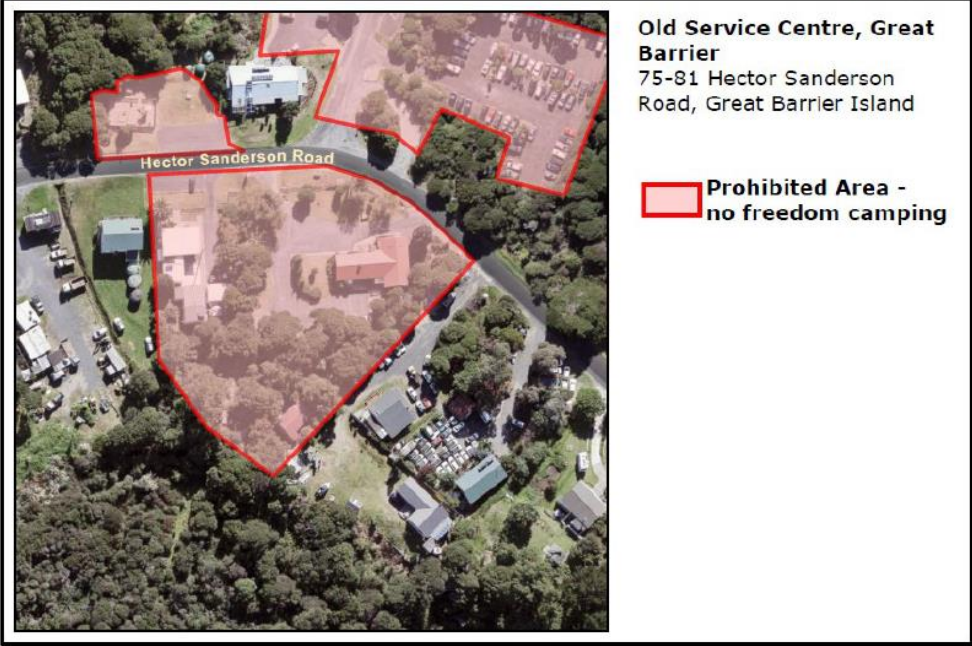 Old Service Centre, Great
Barrier
75-81 Hector Sanderson
Road, Great Barrier Island
Prohibited Area -
no freedom camping
Hector Sanderson Road